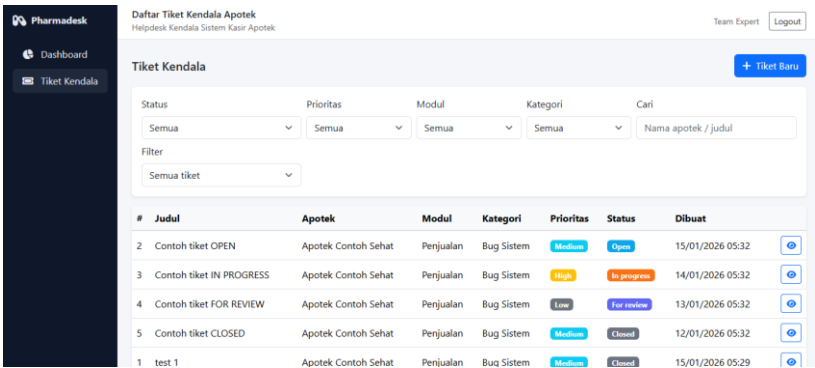 Pharmadesk
Dashboard
Tiket Kendala
Daftar Tiket Kendala Apotek
Helpdesk Kendala Sistem Kasir Apotek
Team Expert Logout
Tiket Kendala
+ Tiket Baru
Status Prioritas Modul Kategori Cari
Semua Semua Semua Semua Nama apotek / judul
Filter
Semua tiket
# Judul Apotek Modul Kategori Prioritas Status Dibuat
2 Contoh tiket OPEN Apotek Contoh Sehat Penjualan Bug Sistem Medium Open 15/01/2026 05:32
3 Contoh tiket IN PROGRESS Apotek Contoh Sehat Penjualan Bug Sistem High In progress 14/01/2026 05:32
4 Contoh tiket FOR REVIEW Apotek Contoh Sehat Penjualan Bug Sistem Low For review 13/01/2026 05:32
5 Contoh tiket CLOSED Apotek Contoh Sehat Penjualan Bug Sistem Medium Closed 12/01/2026 05:32
1 test 1 Apotek Contoh Sehat Penjualan Bug Sistem Medium Closed 15/01/2026 05:29